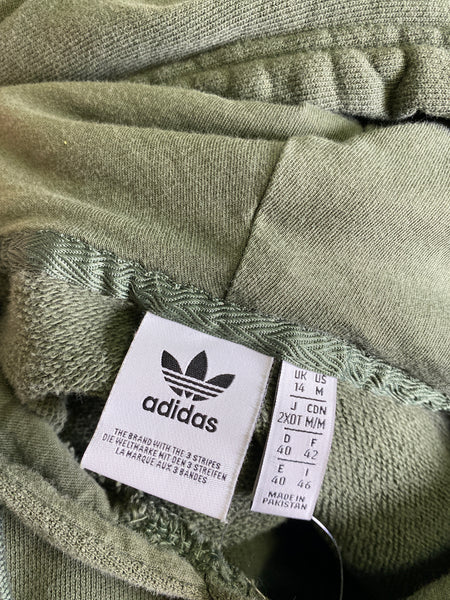 adidas
THE BRAND WITH THE 3 STRIPES
DIE WELTMARKE MIT DEN 3 STREIFEN
LA MARQUE AUX 3 BANDES
UK US
14 M
J CDN
2XOT M/M
D F
40 42
E I
40 46
MADE IN
PAKISTAN